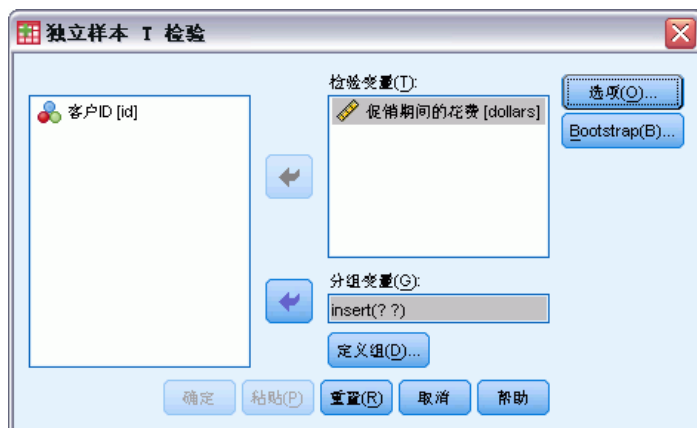 独立样本 T 检验
客户ID [id]
检验变量(T):
促销期间的花费 [dollars]
选项(O)...
Bootstrap(B)...
分组变量(G):
insert(? ?)
定义组(D)...
确定
粘贴(P)
重置(R)
取消
帮助